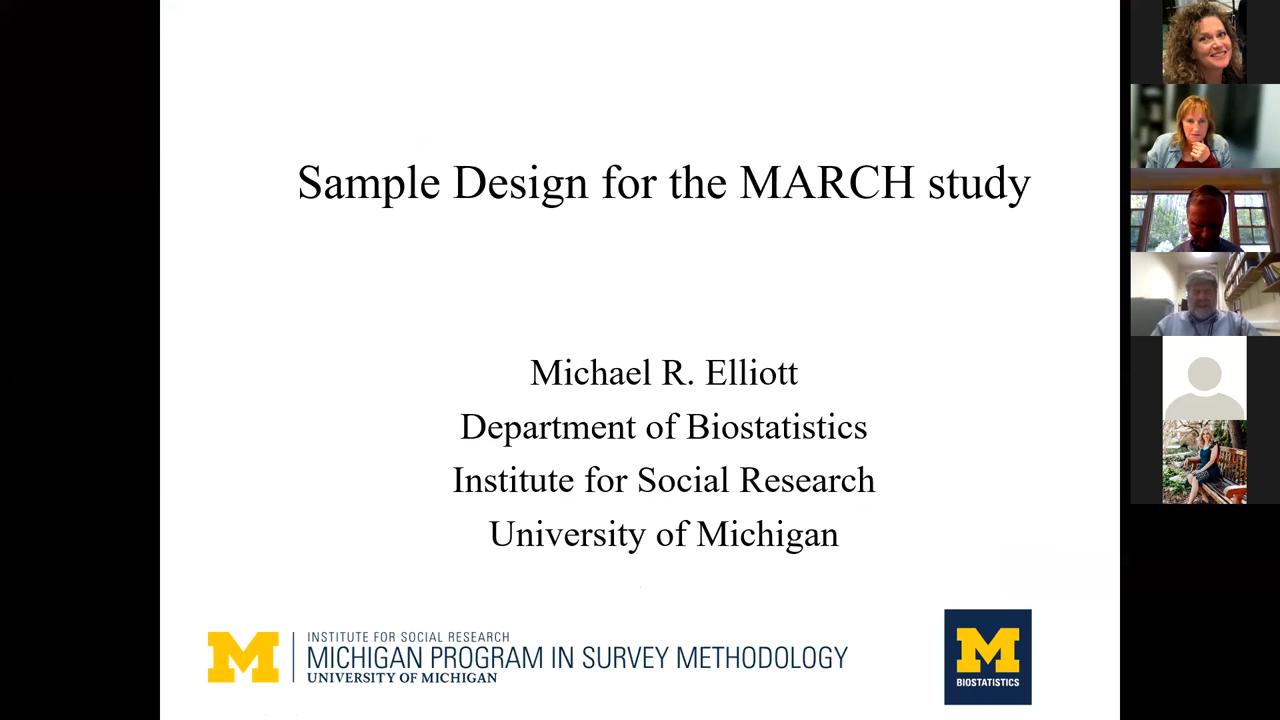 Sample Design for the MARCH study
Michael R. Elliott
Department of Biostatistics
Institute for Social Research
University of Michigan
INSTITUTE FOR SOCIAL RESEARCH
MICHIGAN PROGRAM IN SURVEY METHODOLOGY
UNIVERSITY OF MICHIGAN
M
M
BIOSTATISTICS